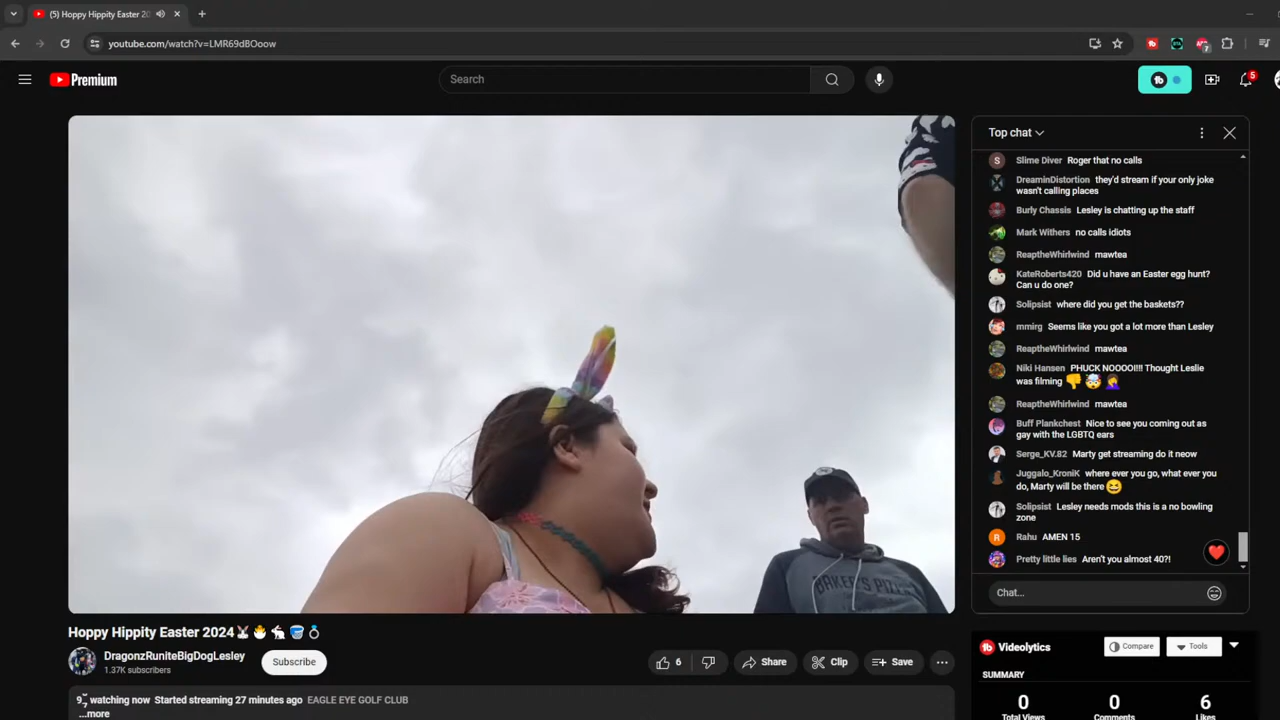 (5) Hoppy Hippity Easter 20
youtube.com/watch?v=LMR69dBOoow
Premium
Search
5
Top chat
Slime Diver Roger that no calls
DreaminDistortion they'd stream if your only joke
wasn't calling places
Burly Chassis Lesley is chatting up the staff
Mark Withers no calls idiots
ReaptheWhirlwind mawtea
KateRoberts420 Did u have an Easter egg hunt?
Can u do one?
Solipsist where did you get the baskets??
mmirg Seems like you got a lot more than Lesley
ReaptheWhirlwind mawtea
Niki Hansen PHUCK NOOOOI!!! Thought Leslie
was filming 👎🤯🤦‍♀️
ReaptheWhirlwind mawtea
Buff Plankchest Nice to see you coming out as
gay with the LGBTQ ears
Serge_KV.82 Marty get streaming do it neow
Juggalo_KroniK where ever you go, what ever you
do, Marty will be there 😆
Solipsist Lesley needs mods this is a no bowling
zone
Rahu AMEN 15
Pretty little lies Aren't you almost 40?!
Chat...
BAKER'S
Hoppy Hippity Easter 2024
DragonzRuniteBigDogLesley
1.37K subscribers
Subscribe
6
Share
Clip
Save
watching now Started streaming 27 minutes ago EAGLE EYE GOLF CLUB
...more
Videolytics
Compare
Tools
SUMMARY
0 0 6
Total Views Comments Likes